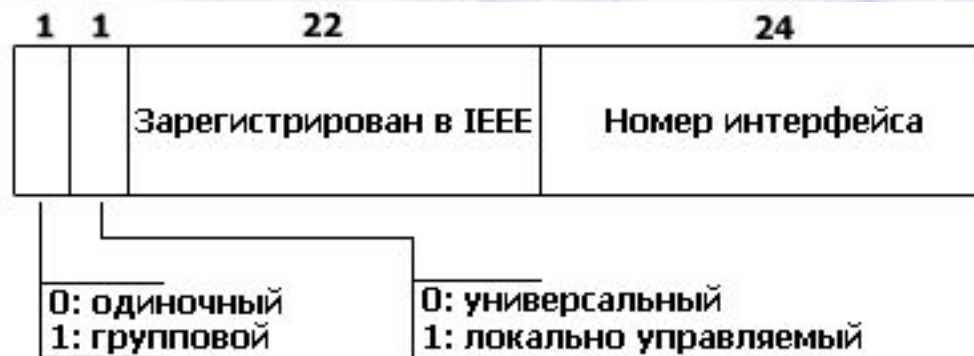 1 1 22 24
Зарегистрирован в IEEE Номер интерфейса
0: одиночный 0: универсальный
1: групповой 1: локально управляемый